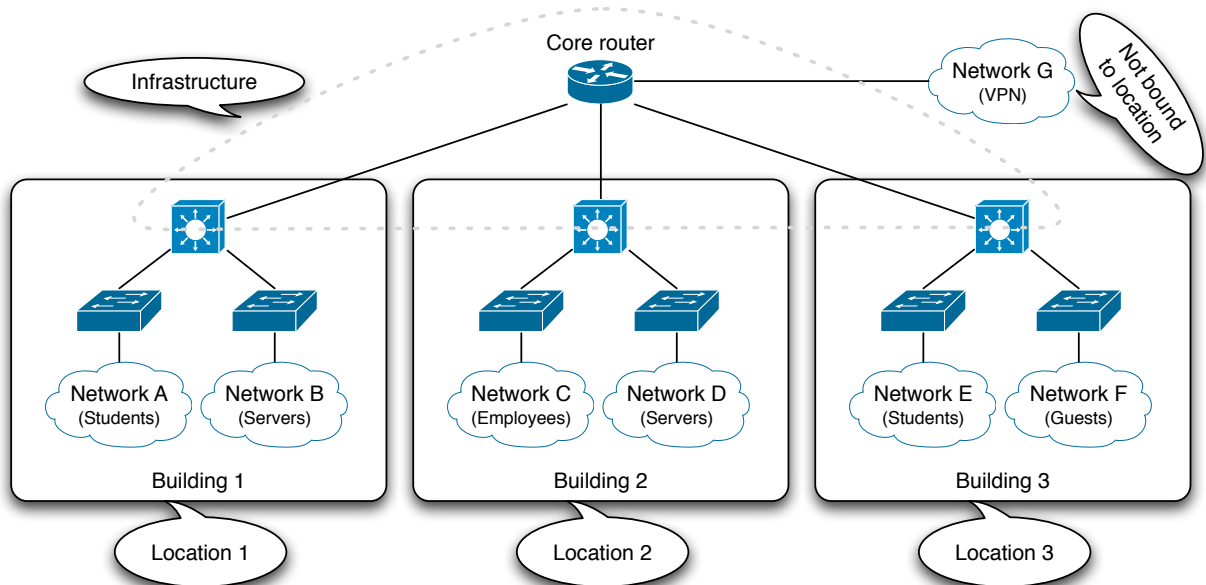 Core router
Infrastructure
Network G
(VPN)
Not bound
to location
Network A
(Students)
Network B
(Servers)
Building 1
Network C
(Employees)
Network D
(Servers)
Building 2
Network E
(Students)
Network F
(Guests)
Building 3
Location 1
Location 2
Location 3